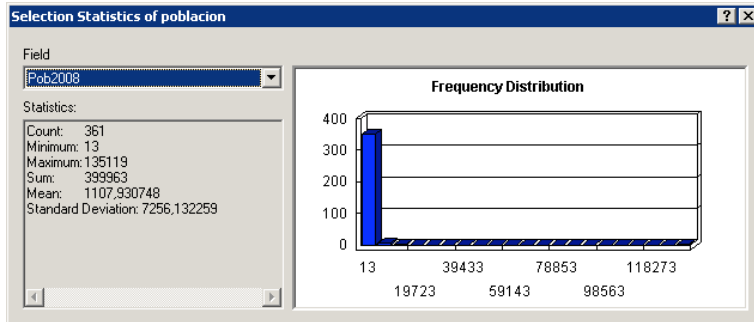 Selection Statistics of poblacion
Field
Pob2008
Statistics:
Count: 361
Minimum: 13
Maximum: 135119
Sum: 399963
Mean: 1107,930748
Standard Deviation: 7256,132259
Frequency Distribution
400
300
200
100
0
13 39433 78853 118273
19723 59143 98563